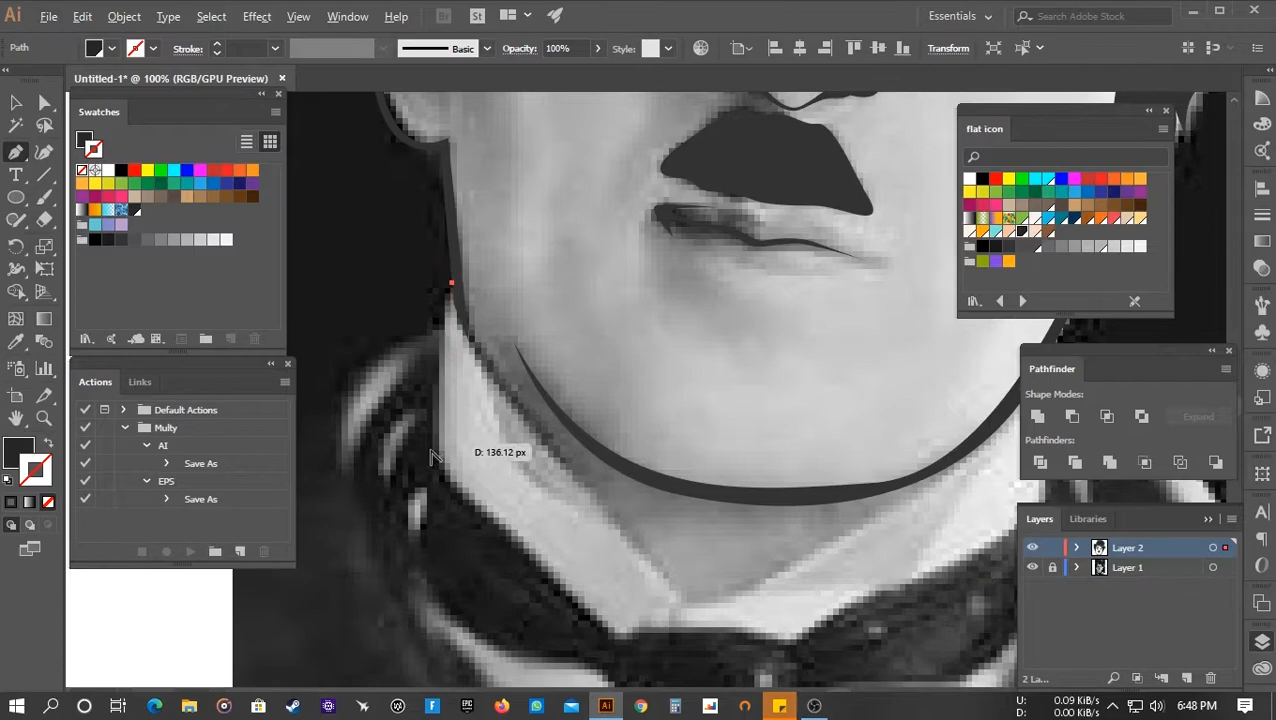 Ai File Edit Object Type Select Effect View Window Help Br St Essentials Search Adobe Stock
Path Stroke: Basic Opacity: 100% Style: Transform
Untitled-1* @ 100% (RGB/GPU Preview)
Swatches
flat icon
Actions Links
Default Actions
Multy
AI
Save As
EPS
Save As
D: 136.12 px
Pathfinder
Shape Modes:
Expand
Pathfinders:
Layers Libraries
Layer 2
Layer 1
2 La...
U: 0.09 KiB/s
D: 0.00 KiB/s
6:48 PM